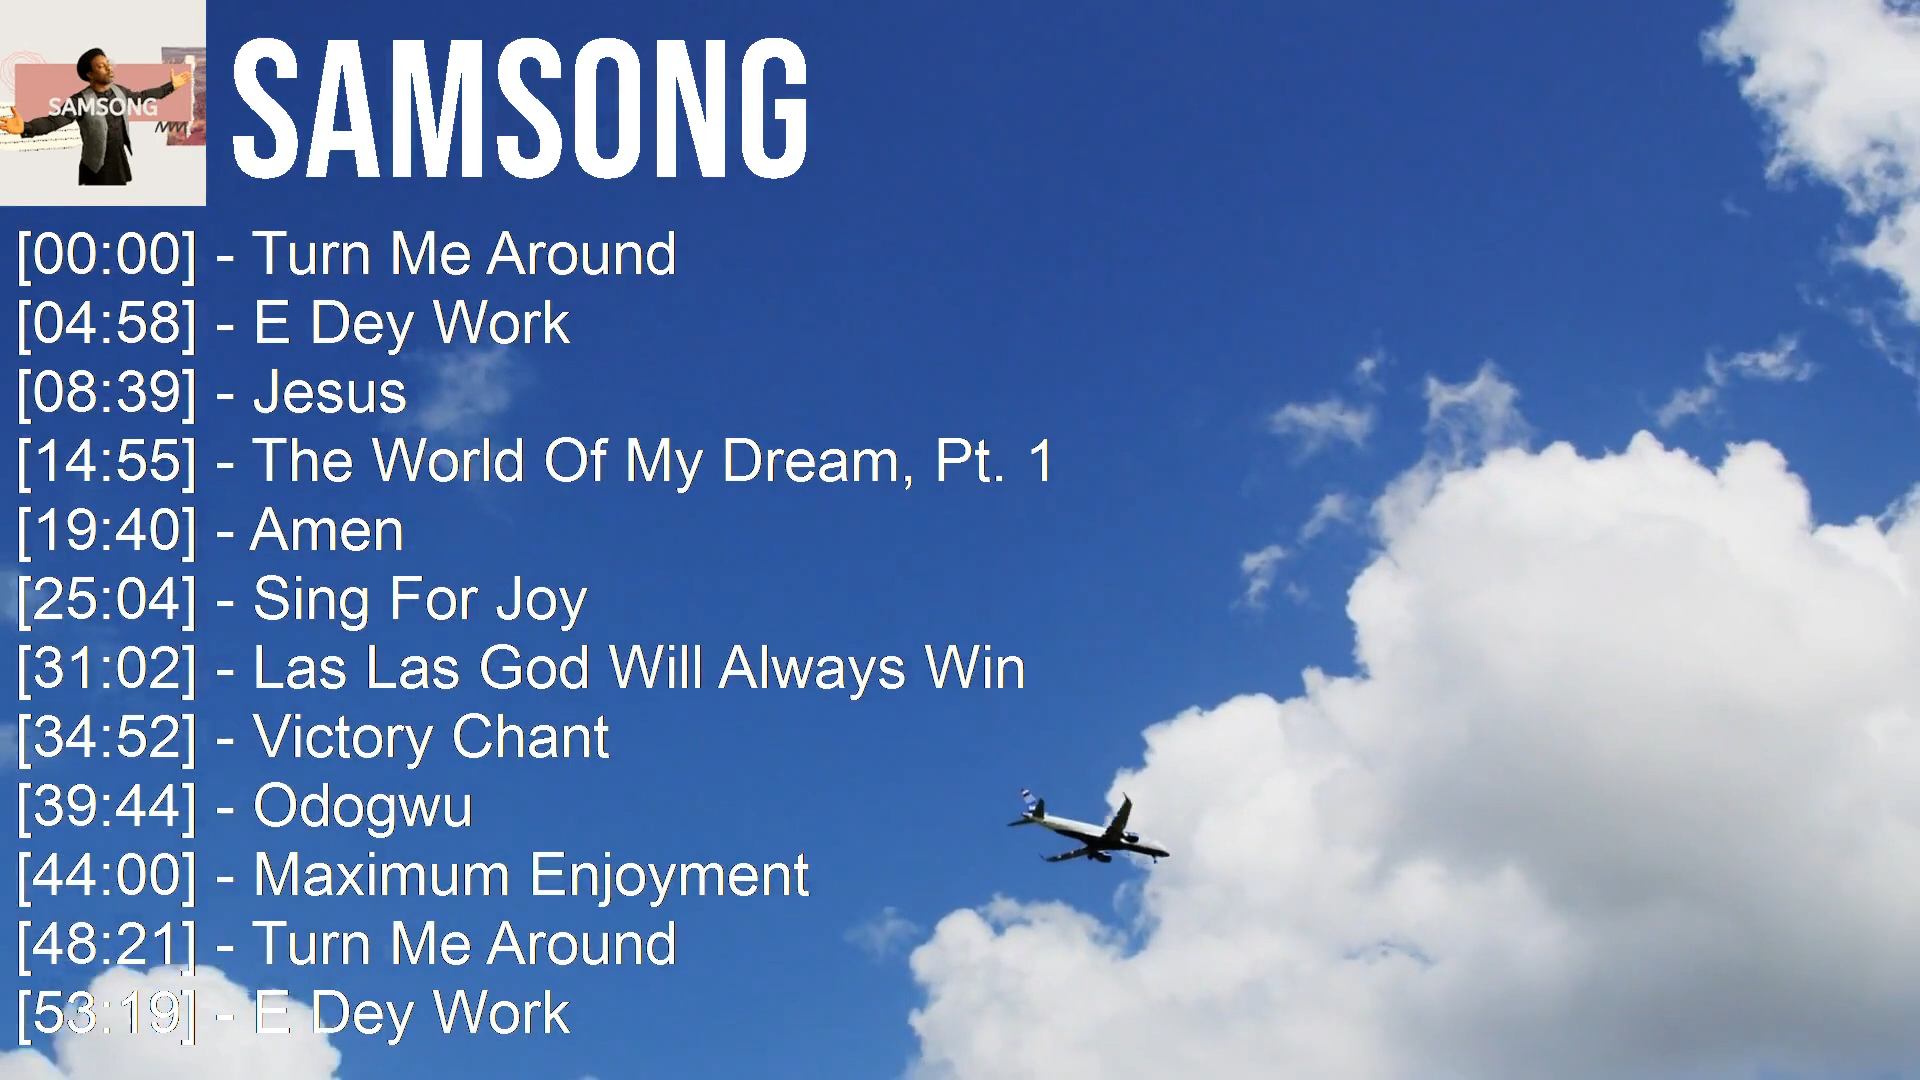 SAMSONG
SAMSONG
[00:00] - Turn Me Around
[04:58] - E Dey Work
[08:39] - Jesus
[14:55] - The World Of My Dream, Pt. 1
[19:40] - Amen
[25:04] - Sing For Joy
[31:02] - Las Las God Will Always Win
[34:52] - Victory Chant
[39:44] - Odogwu
[44:00] - Maximum Enjoyment
[48:21] - Turn Me Around
[53:19] - E Dey Work